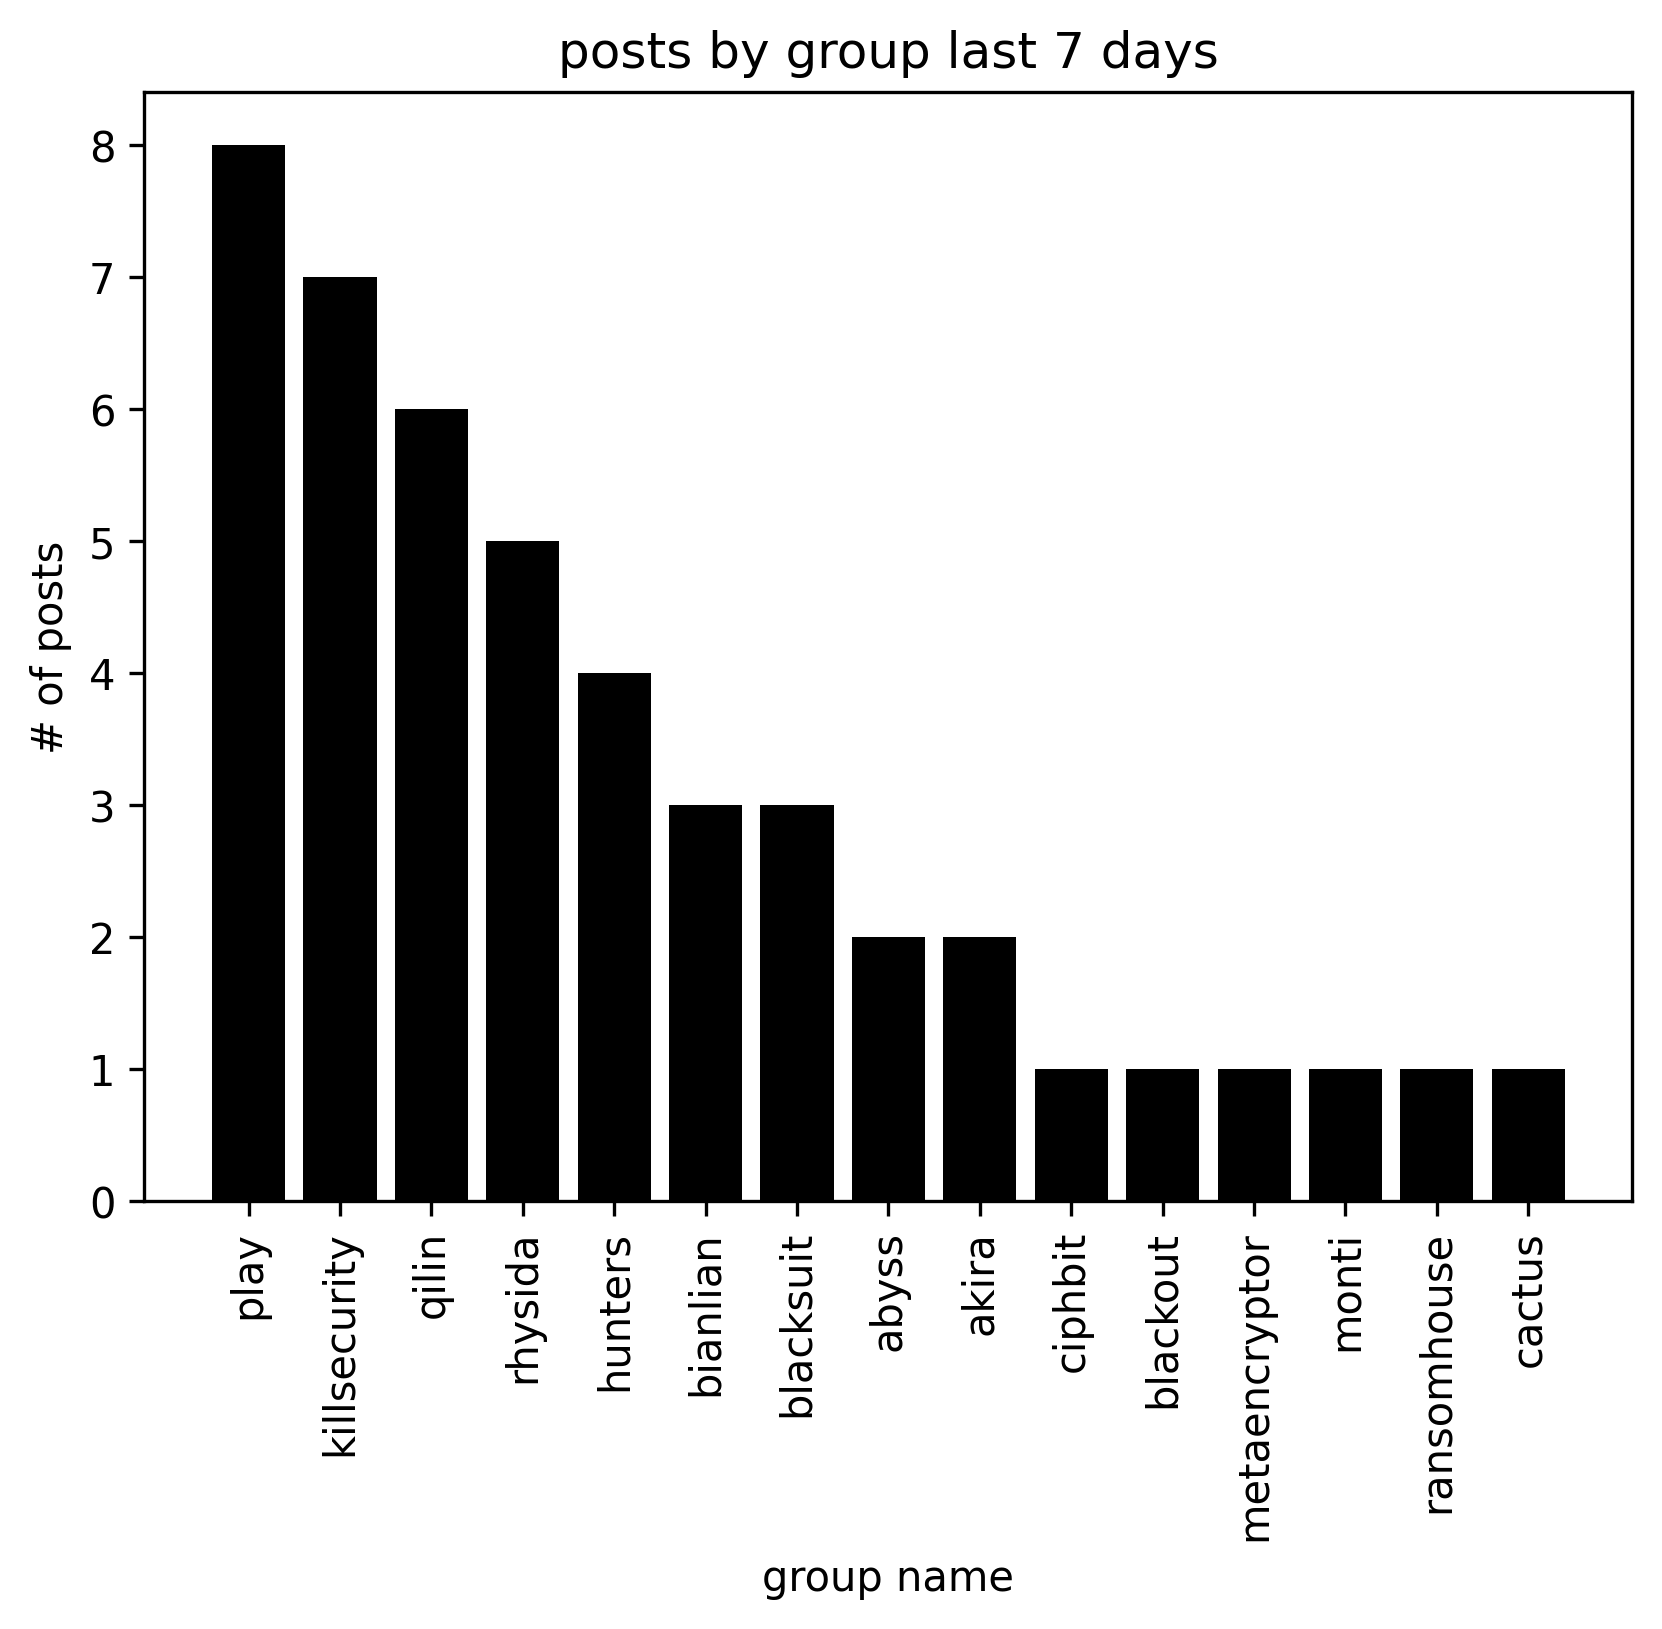 posts by group last 7 days
# of posts
8
7
6
5
4
3
2
1
0
play
killsecurity
qilin
rhysida
hunters
bianlian
blacksuit
abyss
akira
ciphbit
blackout
metaencryptor
monti
ransomhouse
cactus
group name